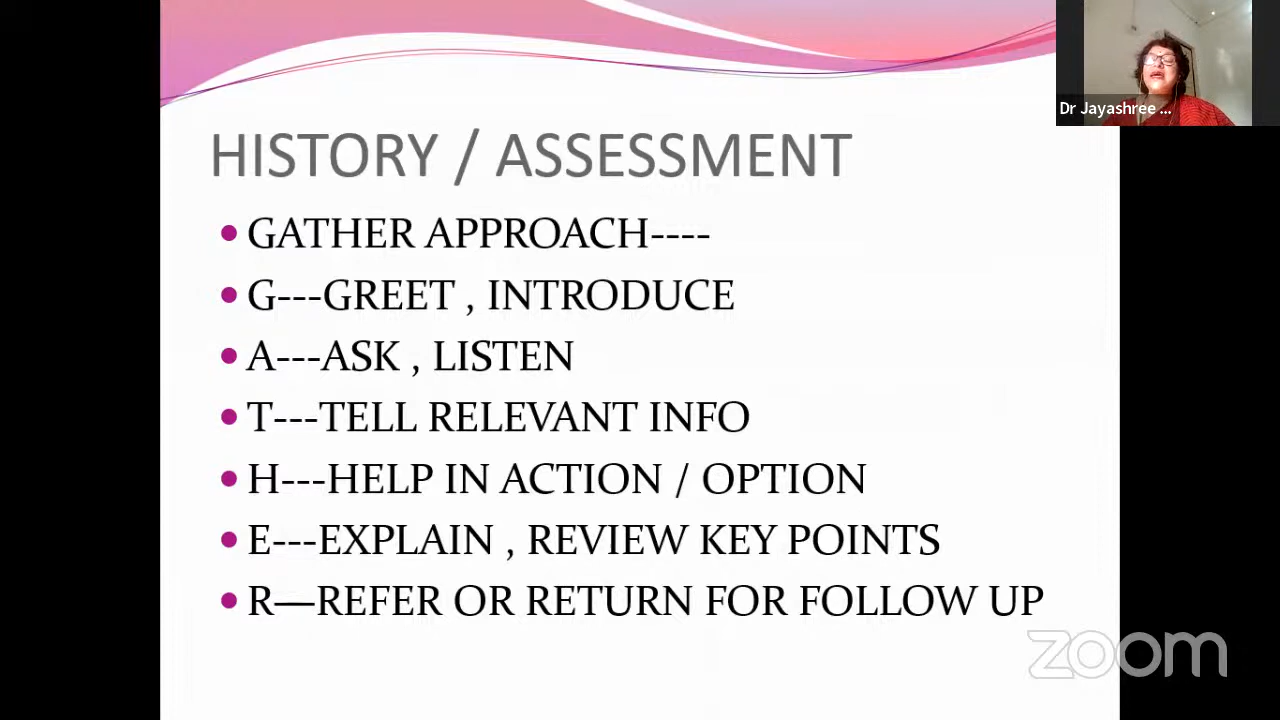 HISTORY / ASSESSMENT
• GATHER APPROACH----
• G---GREET , INTRODUCE
• A---ASK , LISTEN
• T---TELL RELEVANT INFO
• H---HELP IN ACTION / OPTION
• E---EXPLAIN , REVIEW KEY POINTS
• R—REFER OR RETURN FOR FOLLOW UP
Dr Jayashree ...
zoom